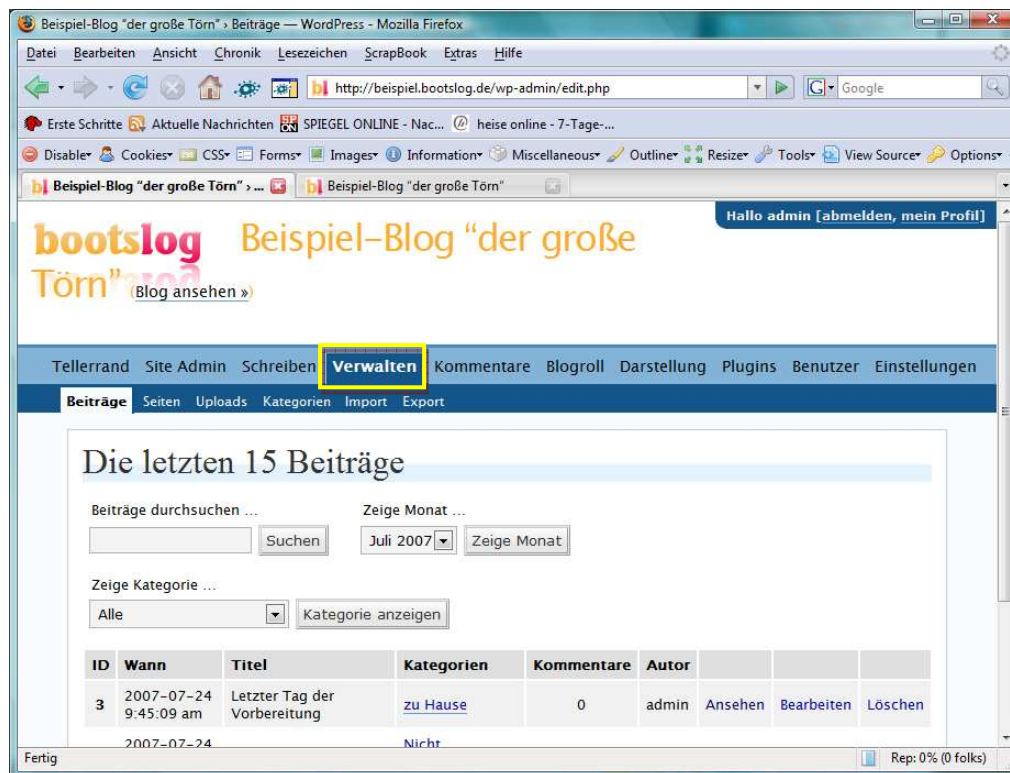 Beispiel-Blog "der große Törn" › Beiträge — WordPress - Mozilla Firefox
Datei Bearbeiten Ansicht Chronik Lesezeichen ScrapBook Extras Hilfe
http://beispiel.bootslog.de/wp-admin/edit.php Google
Erste Schritte Aktuelle Nachrichten SPIEGEL ONLINE - Nac... heise online - 7-Tage-...
Disable Cookies CSS Forms Images Information Miscellaneous Outline Resize Tools View Source Options
Beispiel-Blog "der große Törn" › ... Beispiel-Blog "der große Törn"
Hallo admin [abmelden, mein Profil]
bootslog Beispiel-Blog “der große
Törn” (Blog ansehen »)
Tellerrand Site Admin Schreiben Verwalten Kommentare Blogroll Darstellung Plugins Benutzer Einstellungen
Beiträge Seiten Uploads Kategorien Import Export
Die letzten 15 Beiträge
Beiträge durchsuchen ... Zeige Monat ...
Suchen Juli 2007 Zeige Monat
Zeige Kategorie ...
Alle Kategorie anzeigen
ID Wann Titel Kategorien Kommentare Autor
3 2007-07-24 9:45:09 am Letzter Tag der Vorbereitung zu Hause 0 admin Ansehen Bearbeiten Löschen
2007-07-24 Nicht
Fertig Rep: 0% (0 folks)